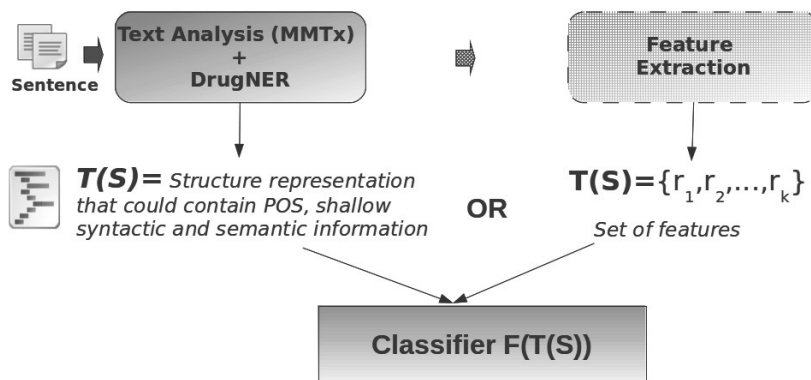 Text Analysis (MMTx)
+
DrugNER
Feature
Extraction
Sentence
T(S)= Structure representation
that could contain POS, shallow
syntactic and semantic information
OR
T(S)={r1,r2,...,rk}
Set of features
Classifier F(T(S))